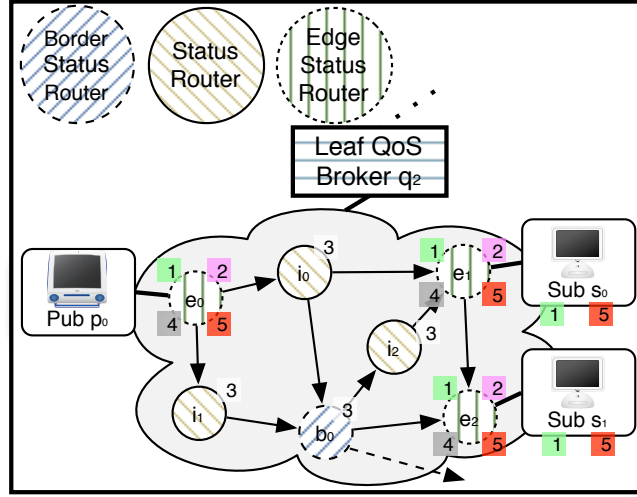 Border
Status
Router
Status
Router
Edge
Status
Router
Leaf QoS
Broker q2
Pub p0
1
2
e0
4
5
3
i0
1
2
e1
4
5
Sub s0
1
5
i2
3
i1
3
3
b0
1
2
e2
4
5
Sub s1
1
5